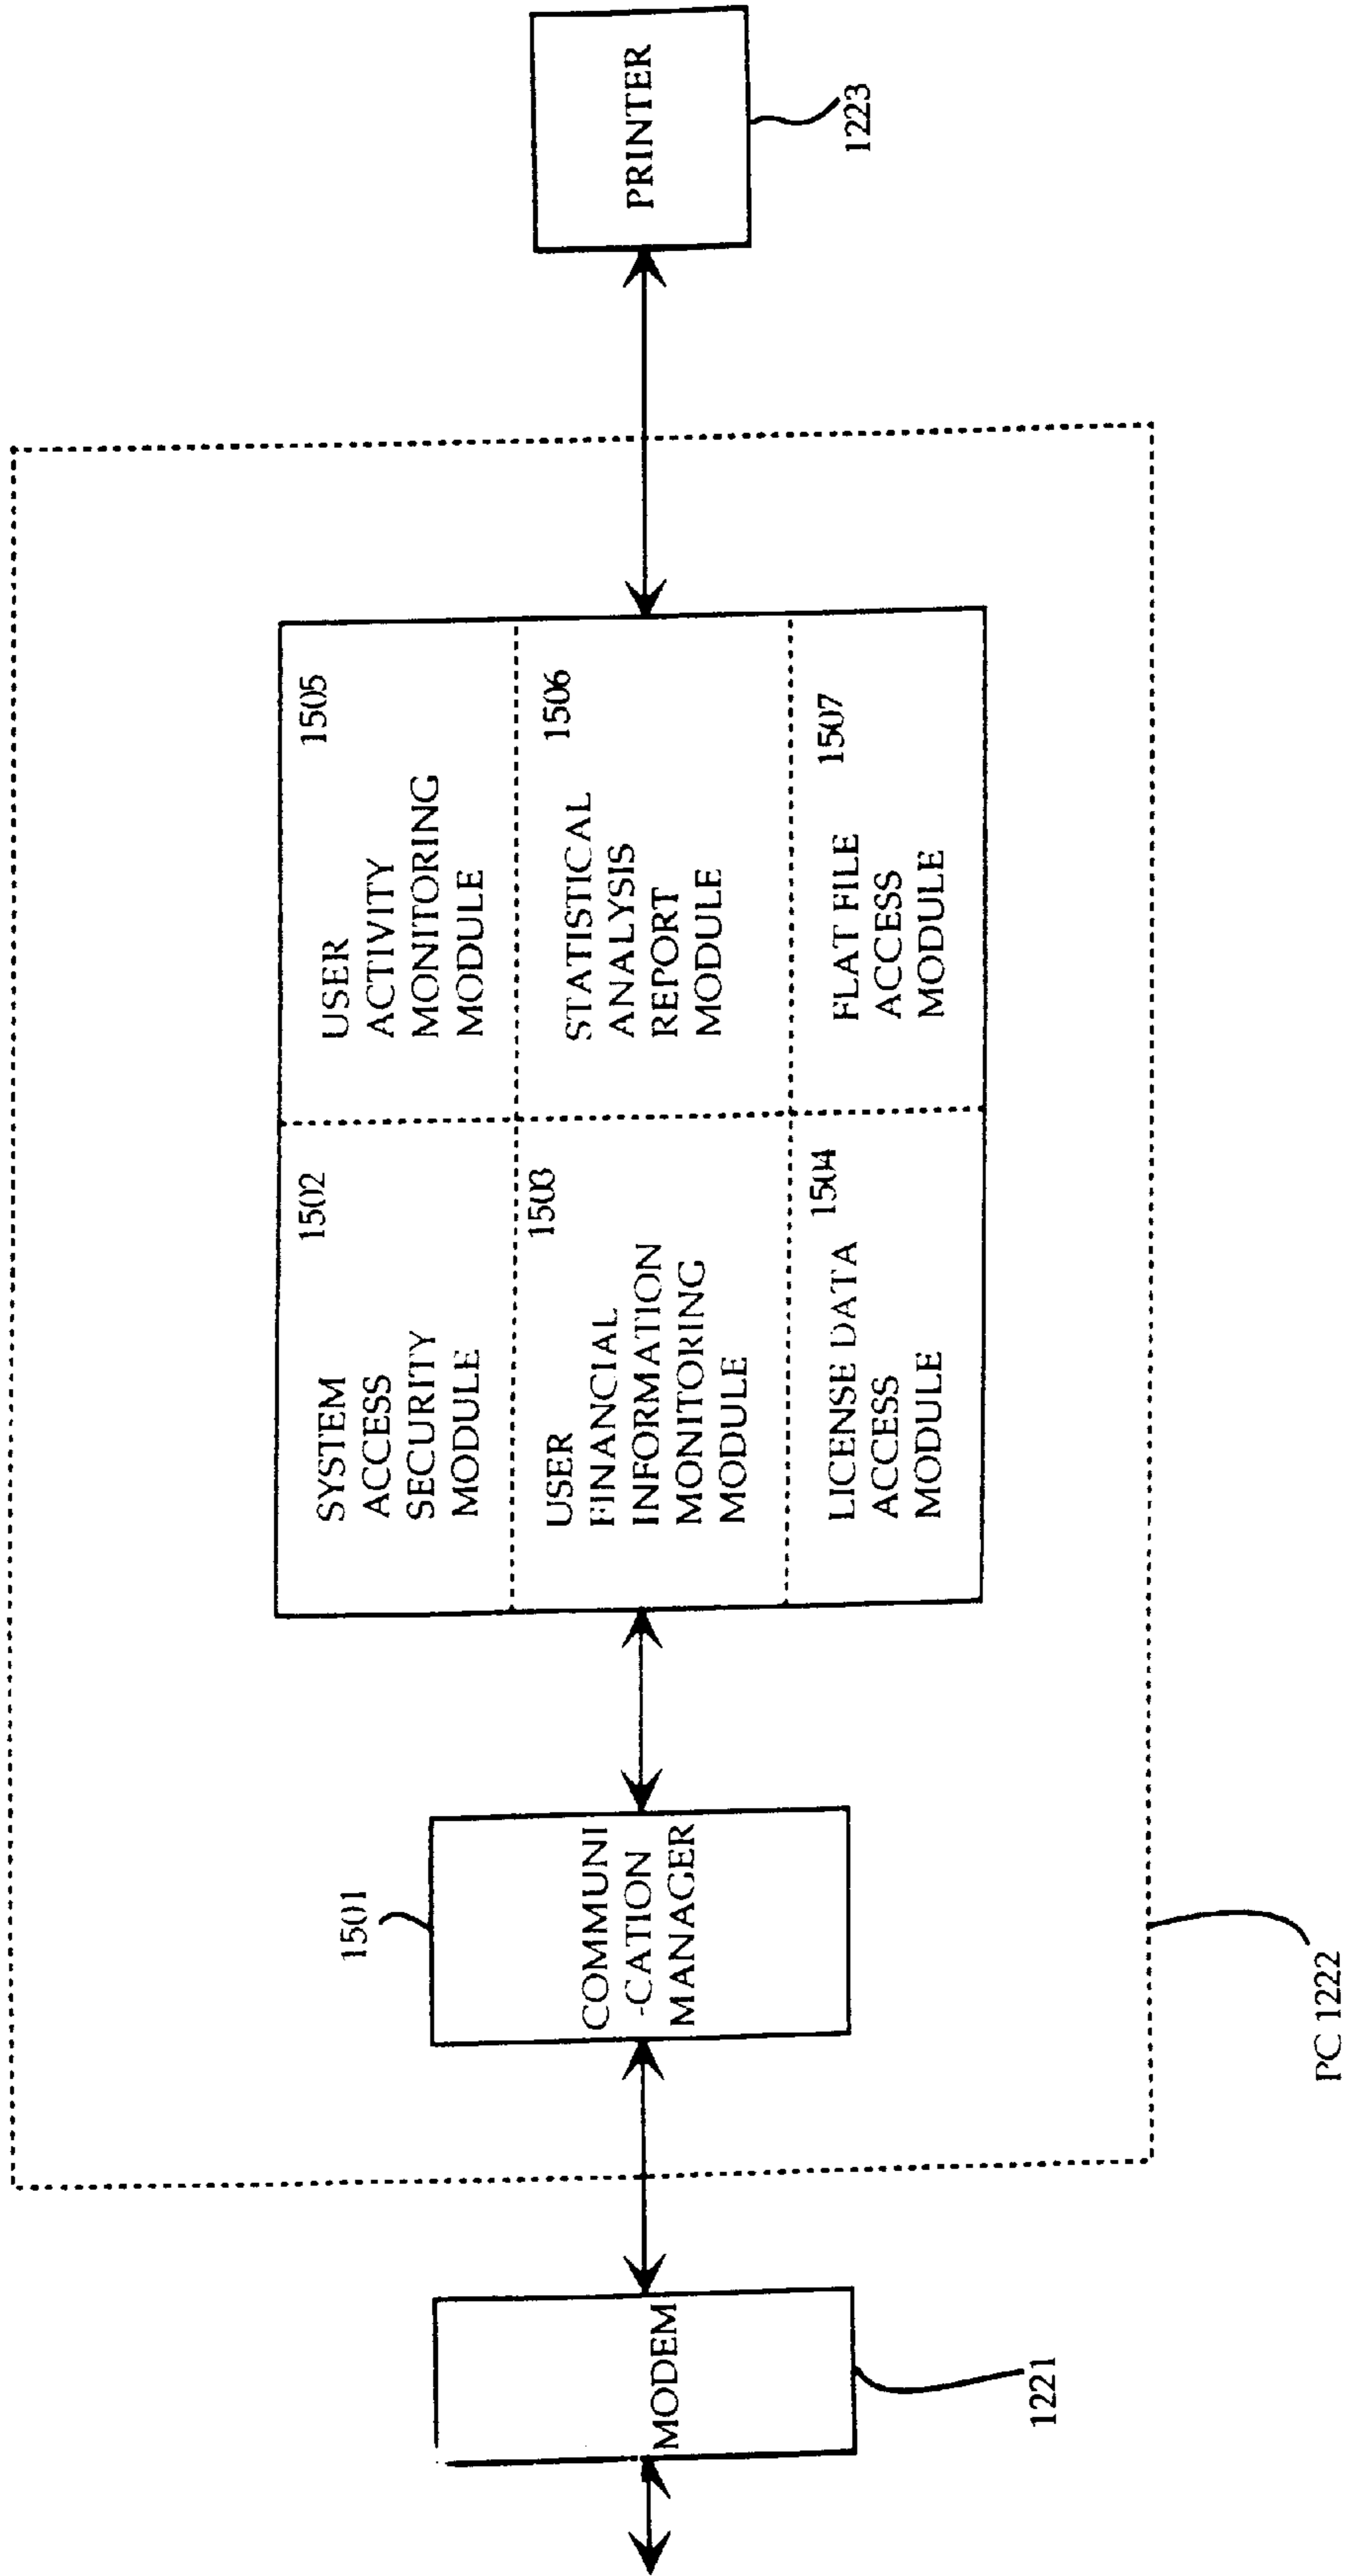 MODEM
1221
1501
COMMUNI
-CATION
MANAGER
PC 1222
1502
SYSTEM
ACCESS
SECURITY
MODULE
1503
USER
FINANCIAL
INFORMATION
MONITORING
MODULE
1504
LICENSE DATA
ACCESS
MODULE
1505
USER
ACTIVITY
MONITORING
MODULE
1506
STATISTICAL
ANALYSIS
REPORT
MODULE
1507
FLAT FILE
ACCESS
MODULE
PRINTER
1223